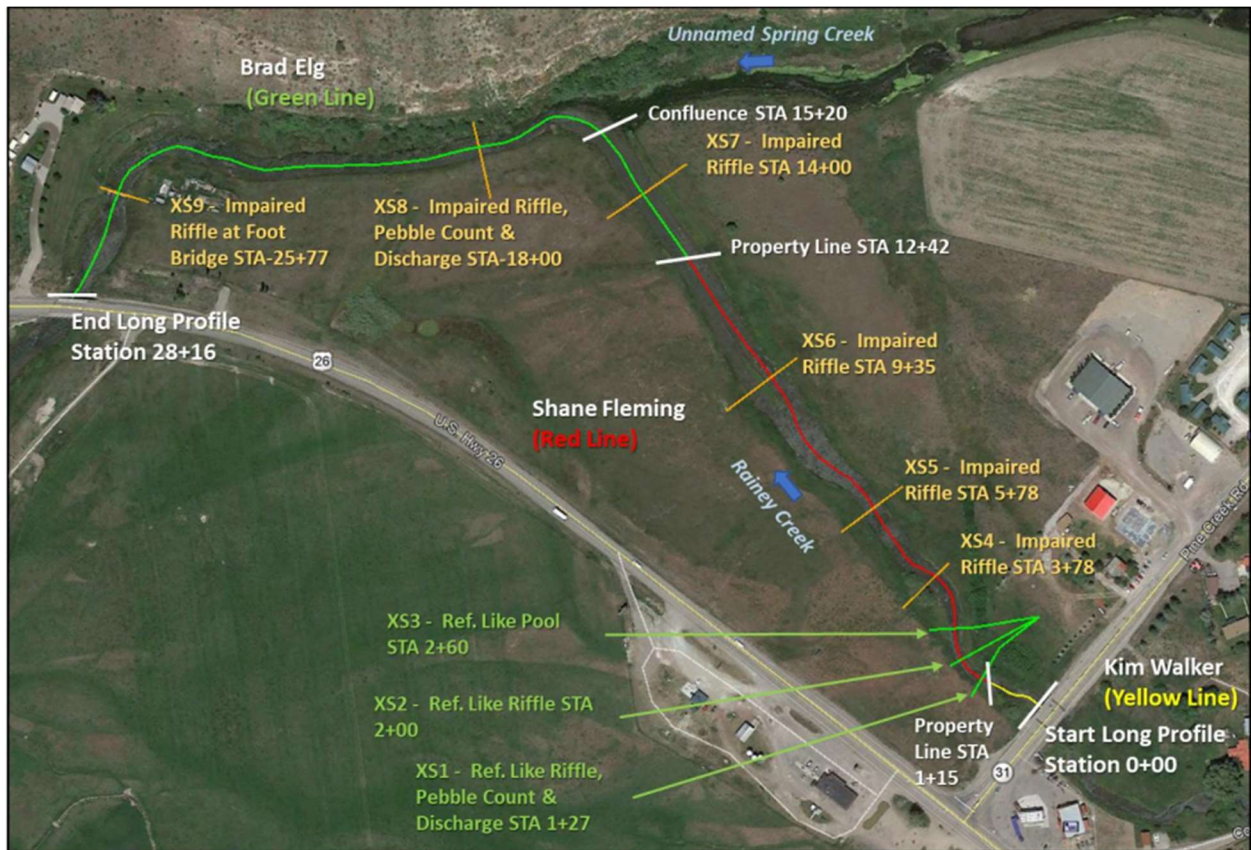 Unnamed Spring Creek
Brad Elg
(Green Line)
Confluence STA 15+20
XS7 - Impaired
Riffle STA 14+00
XS9 - Impaired
Riffle at Foot
Bridge STA-25+77
XS8 - Impaired Riffle,
Pebble Count &
Discharge STA-18+00
Property Line STA 12+42
End Long Profile
Station 28+16
26
XS6 - Impaired
Riffle STA 9+35
Shane Fleming
(Red Line)
U.S. Hwy 26
XS5 - Impaired
Riffle STA 5+78
Rainey Creek
Pine Creek Rd
XS4 - Impaired
Riffle STA 3+78
XS3 - Ref. Like Pool
STA 2+60
Kim Walker
(Yellow Line)
XS2 - Ref. Like Riffle STA
2+00
Property
Line STA
1+15
Start Long Profile
Station 0+00
31
XS1 - Ref. Like Riffle,
Pebble Count &
Discharge STA 1+27